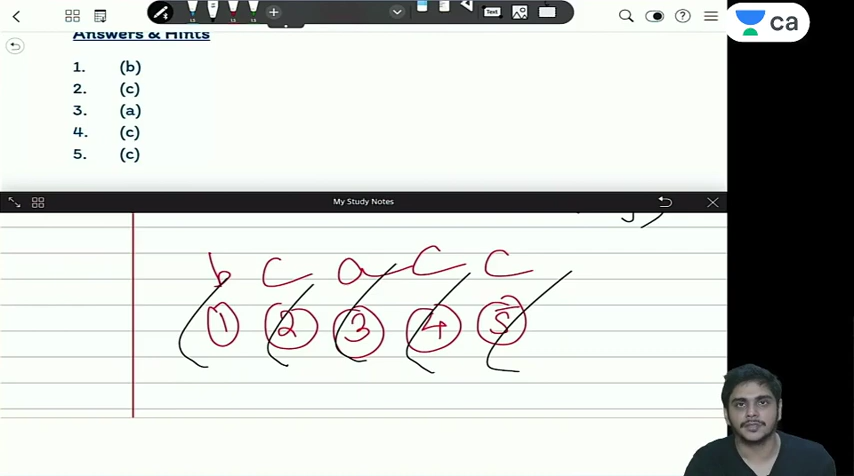 Text
ca
Answers & Hints
1. (b)
2. (c)
3. (a)
4. (c)
5. (c)
My Study Notes
b c a c c
1 2 3 4 5